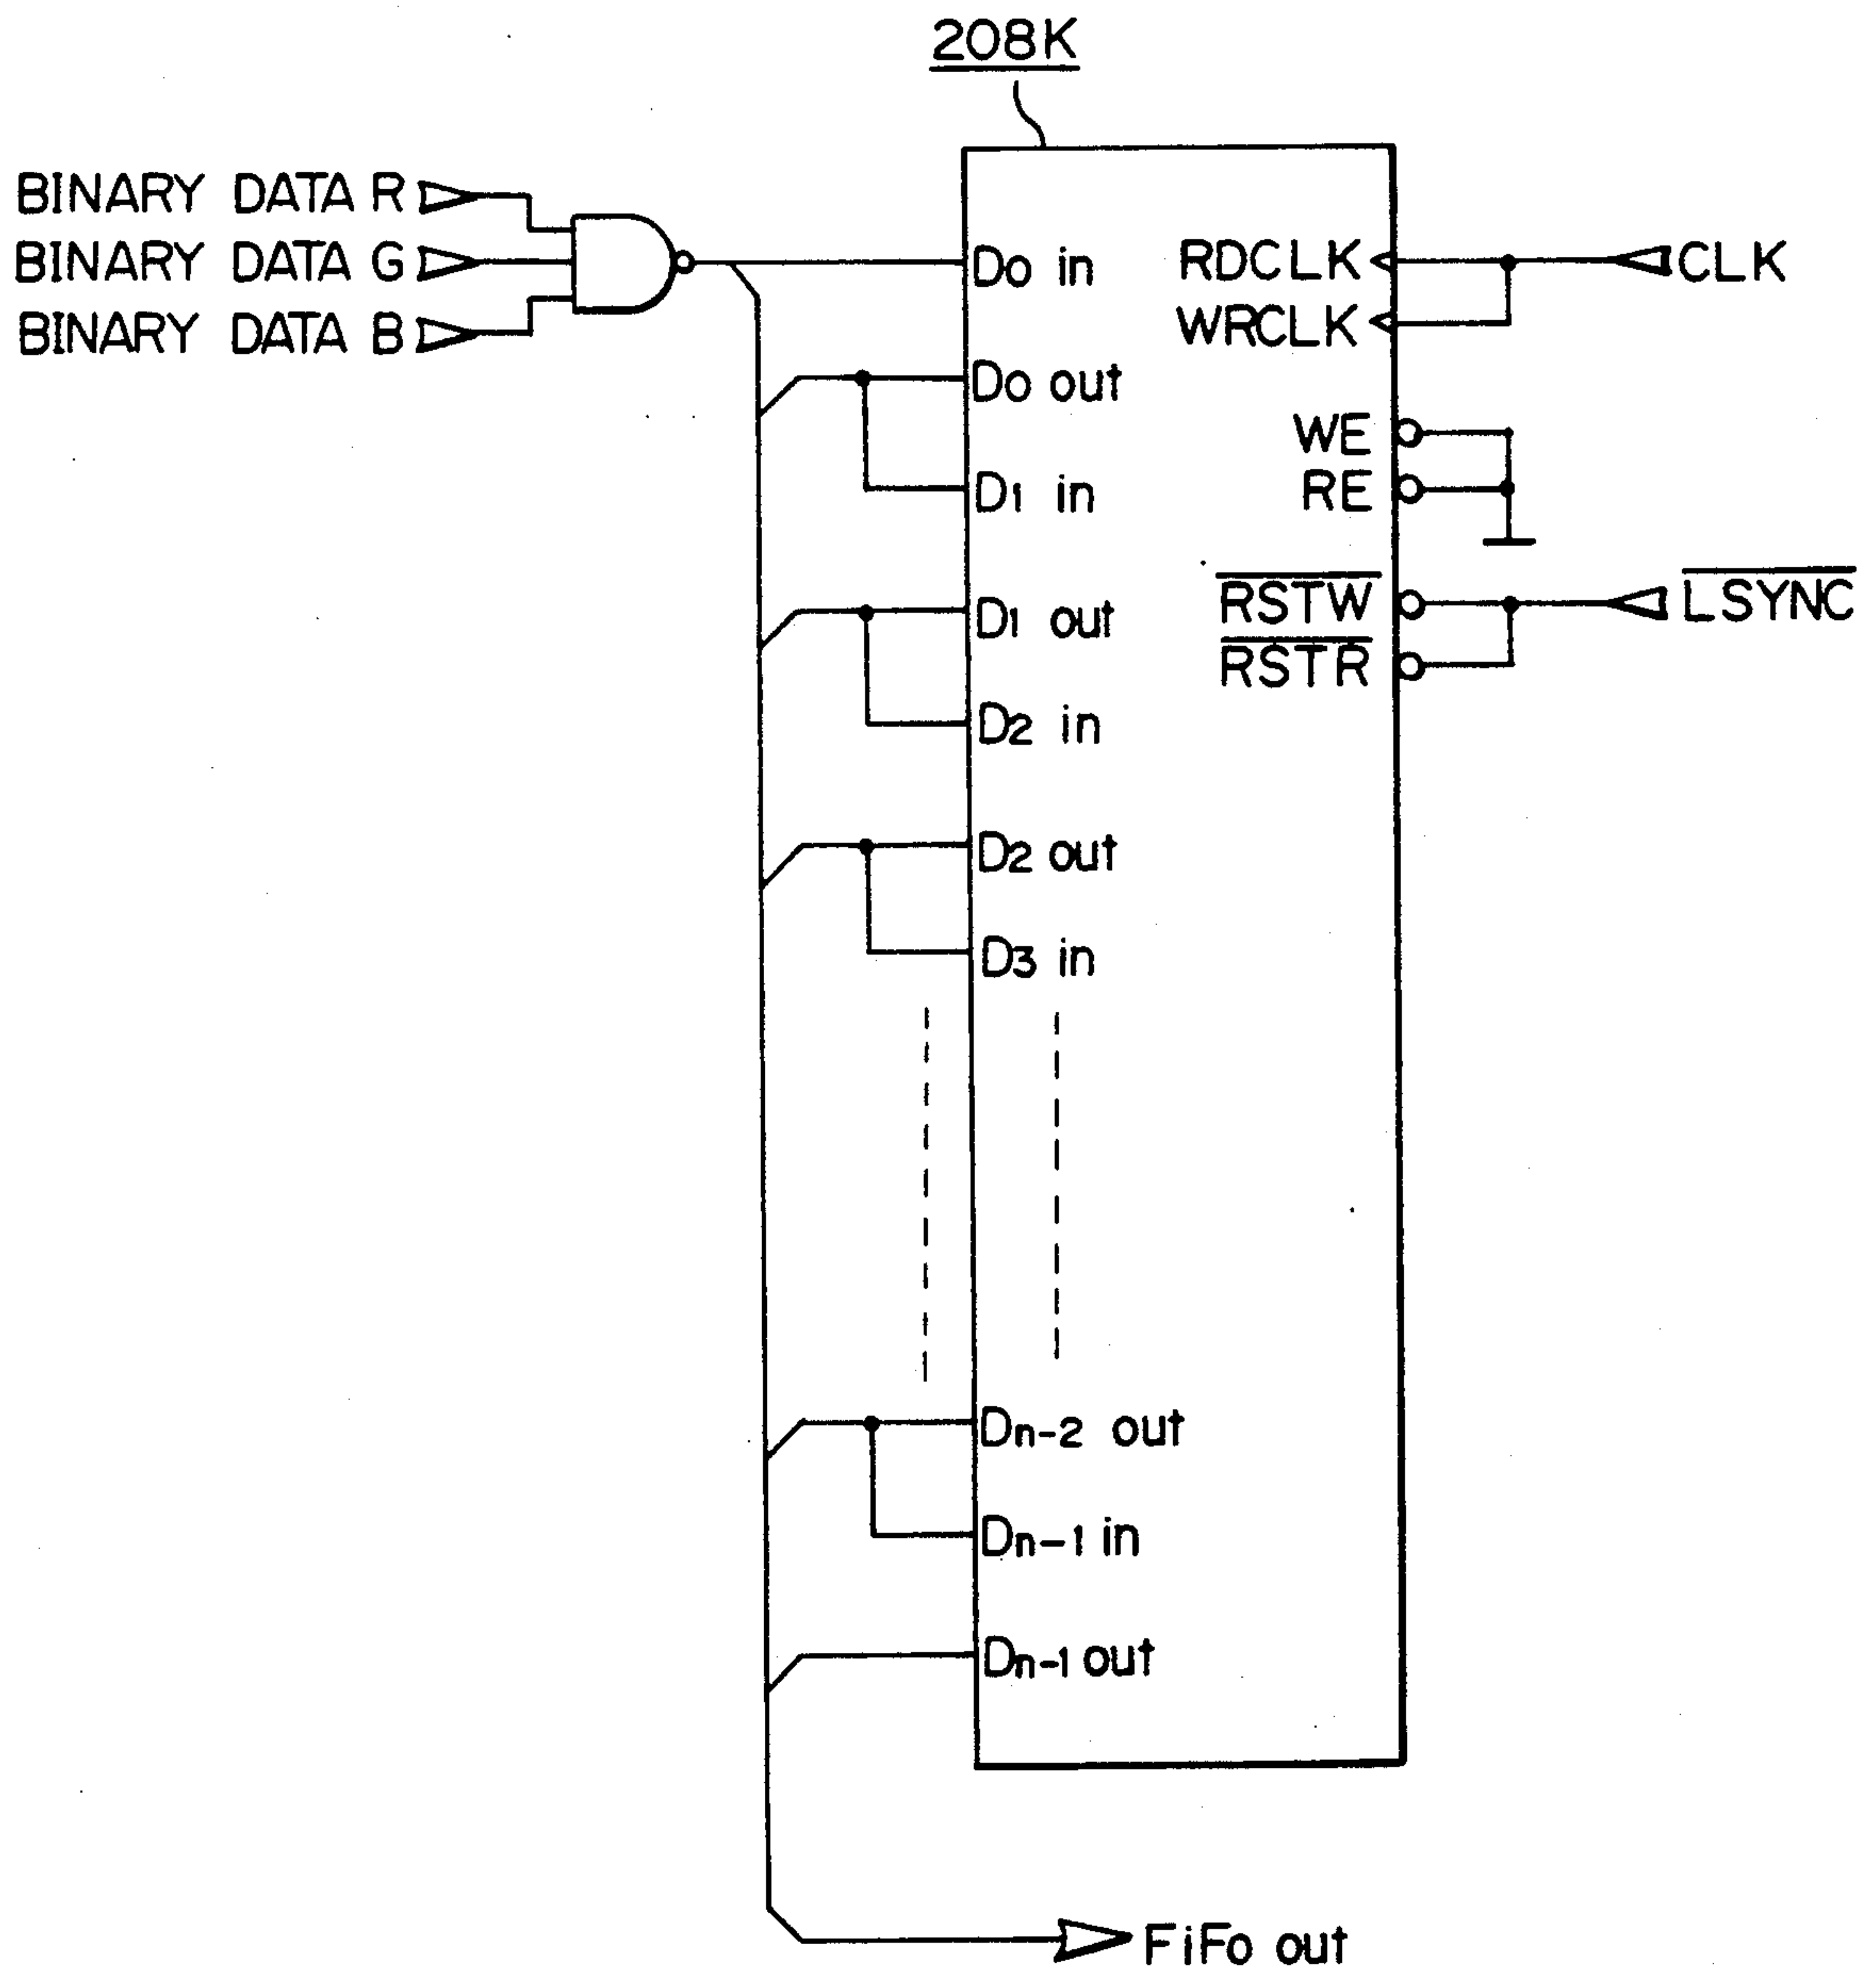 208K
BINARY DATA R
BINARY DATA G
BINARY DATA B
Do in
Do out
D1 in
D1 out
D2 in
D2 out
D3 in
Dn-2 out
Dn-1 in
Dn-1 out
RDCLK
WRCLK
WE
RE
RSTW
RSTR
CLK
LSYNC
FiFo out